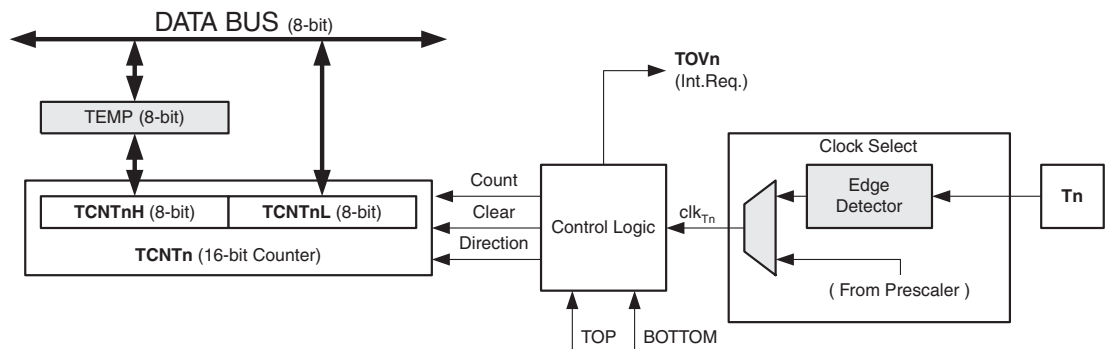 DATA BUS (8-bit)
TOVn
(Int.Req.)
TEMP (8-bit)
Clock Select
Count
Edge
Detector
Tn
TCNTnH (8-bit) TCNTnL (8-bit)
Clear
Control Logic
clkTn
TCNTn (16-bit Counter)
Direction
( From Prescaler )
TOP
BOTTOM